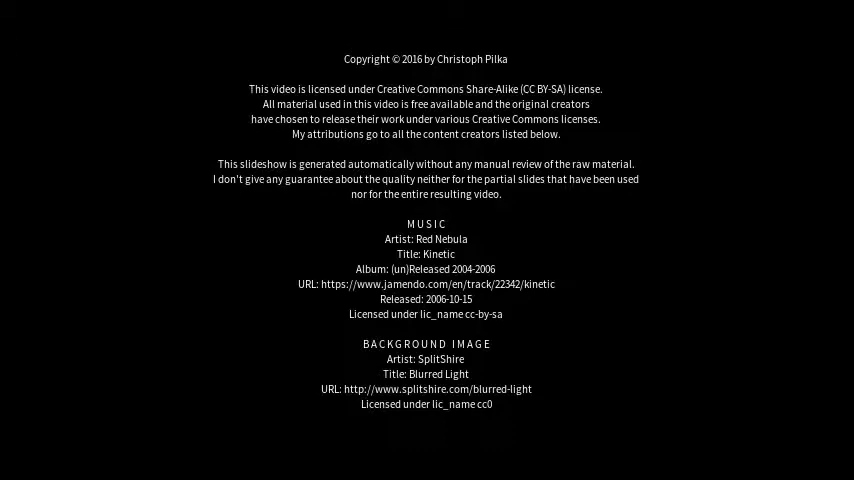 Copyright © 2016 by Christoph Pilka
This video is licensed under Creative Commons Share-Alike (CC BY-SA) license.
All material used in this video is free available and the original creators
have chosen to release their work under various Creative Commons licenses.
My attributions go to all the content creators listed below.
This slideshow is generated automatically without any manual review of the raw material.
I don't give any guarantee about the quality neither for the partial slides that have been used
nor for the entire resulting video.
M U S I C
Artist: Red Nebula
Title: Kinetic
Album: (un)Released 2004-2006
URL: https://www.jamendo.com/en/track/22342/kinetic
Released: 2006-10-15
Licensed under lic_name cc-by-sa
B A C K G R O U N D   I M A G E
Artist: SplitShire
Title: Blurred Light
URL: http://www.splitshire.com/blurred-light
Licensed under lic_name cc0